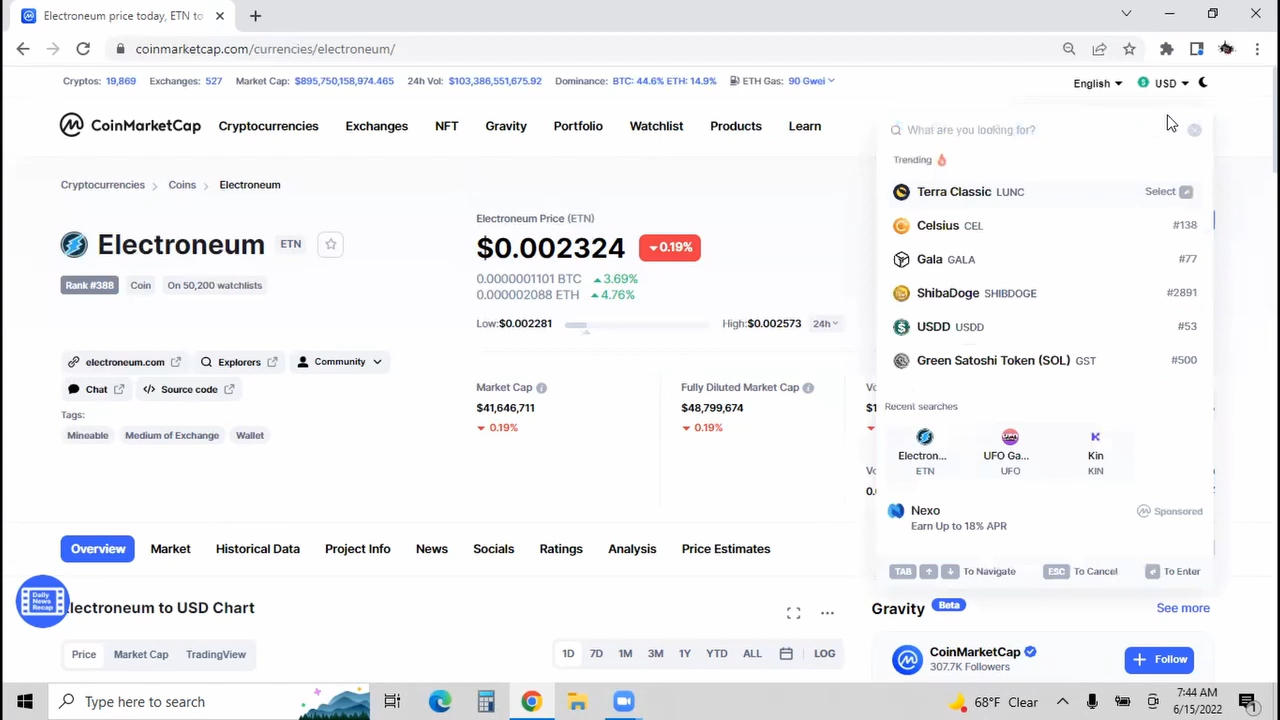 Electroneum price today, ETN to
coinmarketcap.com/currencies/electroneum/
Cryptos: 19,869 Exchanges: 527 Market Cap: $895,750,158,974.465 24h Vol: $103,386,551,675.92 Dominance: BTC: 44.6% ETH: 14.9% ETH Gas: 90 Gwei
English USD
CoinMarketCap Cryptocurrencies Exchanges NFT Gravity Portfolio Watchlist Products Learn
What are you looking for?
Trending
Terra Classic LUNC Select
Celsius CEL #138
Gala GALA #77
ShibaDoge SHIBDOGE #2891
USDD USDD #53
Green Satoshi Token (SOL) GST #500
Recent searches
Electron... UFO Ga... Kin
ETN UFO KIN
Nexo Sponsored
Earn Up to 18% APR
TAB To Navigate ESC To Cancel To Enter
Cryptocurrencies Coins Electroneum
Electroneum ETN
Rank #388 Coin On 50,200 watchlists
Electroneum Price (ETN)
$0.002324 0.19%
0.0000001101 BTC 3.69%
0.000002088 ETH 4.76%
Low:$0.002281 High:$0.002573 24h
electroneum.com Explorers Community
Chat Source code
Tags:
Mineable Medium of Exchange Wallet
Market Cap Fully Diluted Market Cap
$41,646,711 $48,799,674
0.19% 0.19%
Overview Market Historical Data Project Info News Socials Ratings Analysis Price Estimates
Daily
News
Recap
lectroneum to USD Chart
Price Market Cap TradingView 1D 7D 1M 3M 1Y YTD ALL LOG
Gravity Beta See more
CoinMarketCap
307.7K Followers
Follow
Type here to search
68°F Clear
7:44 AM
6/15/2022
1